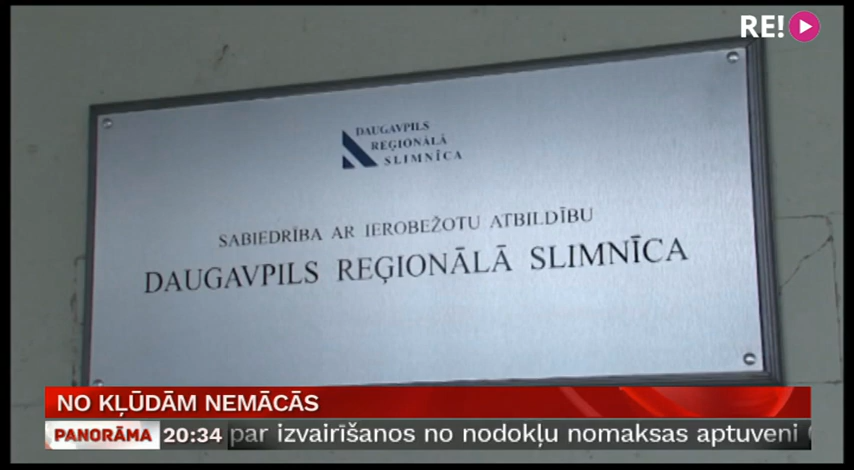 RE!
DAUGAVPILS
REĢIONĀLĀ
SLIMNĪCA
SABIEDRĪBA AR IEROBEŽOTU ATBILDĪBU
DAUGAVPILS REĢIONĀLĀ SLIMNĪCA
NO KĻŪDĀM NEMĀCĀS
PANORĀMA 20:34 par izvairīšanos no nodokļu nomaksas aptuveni